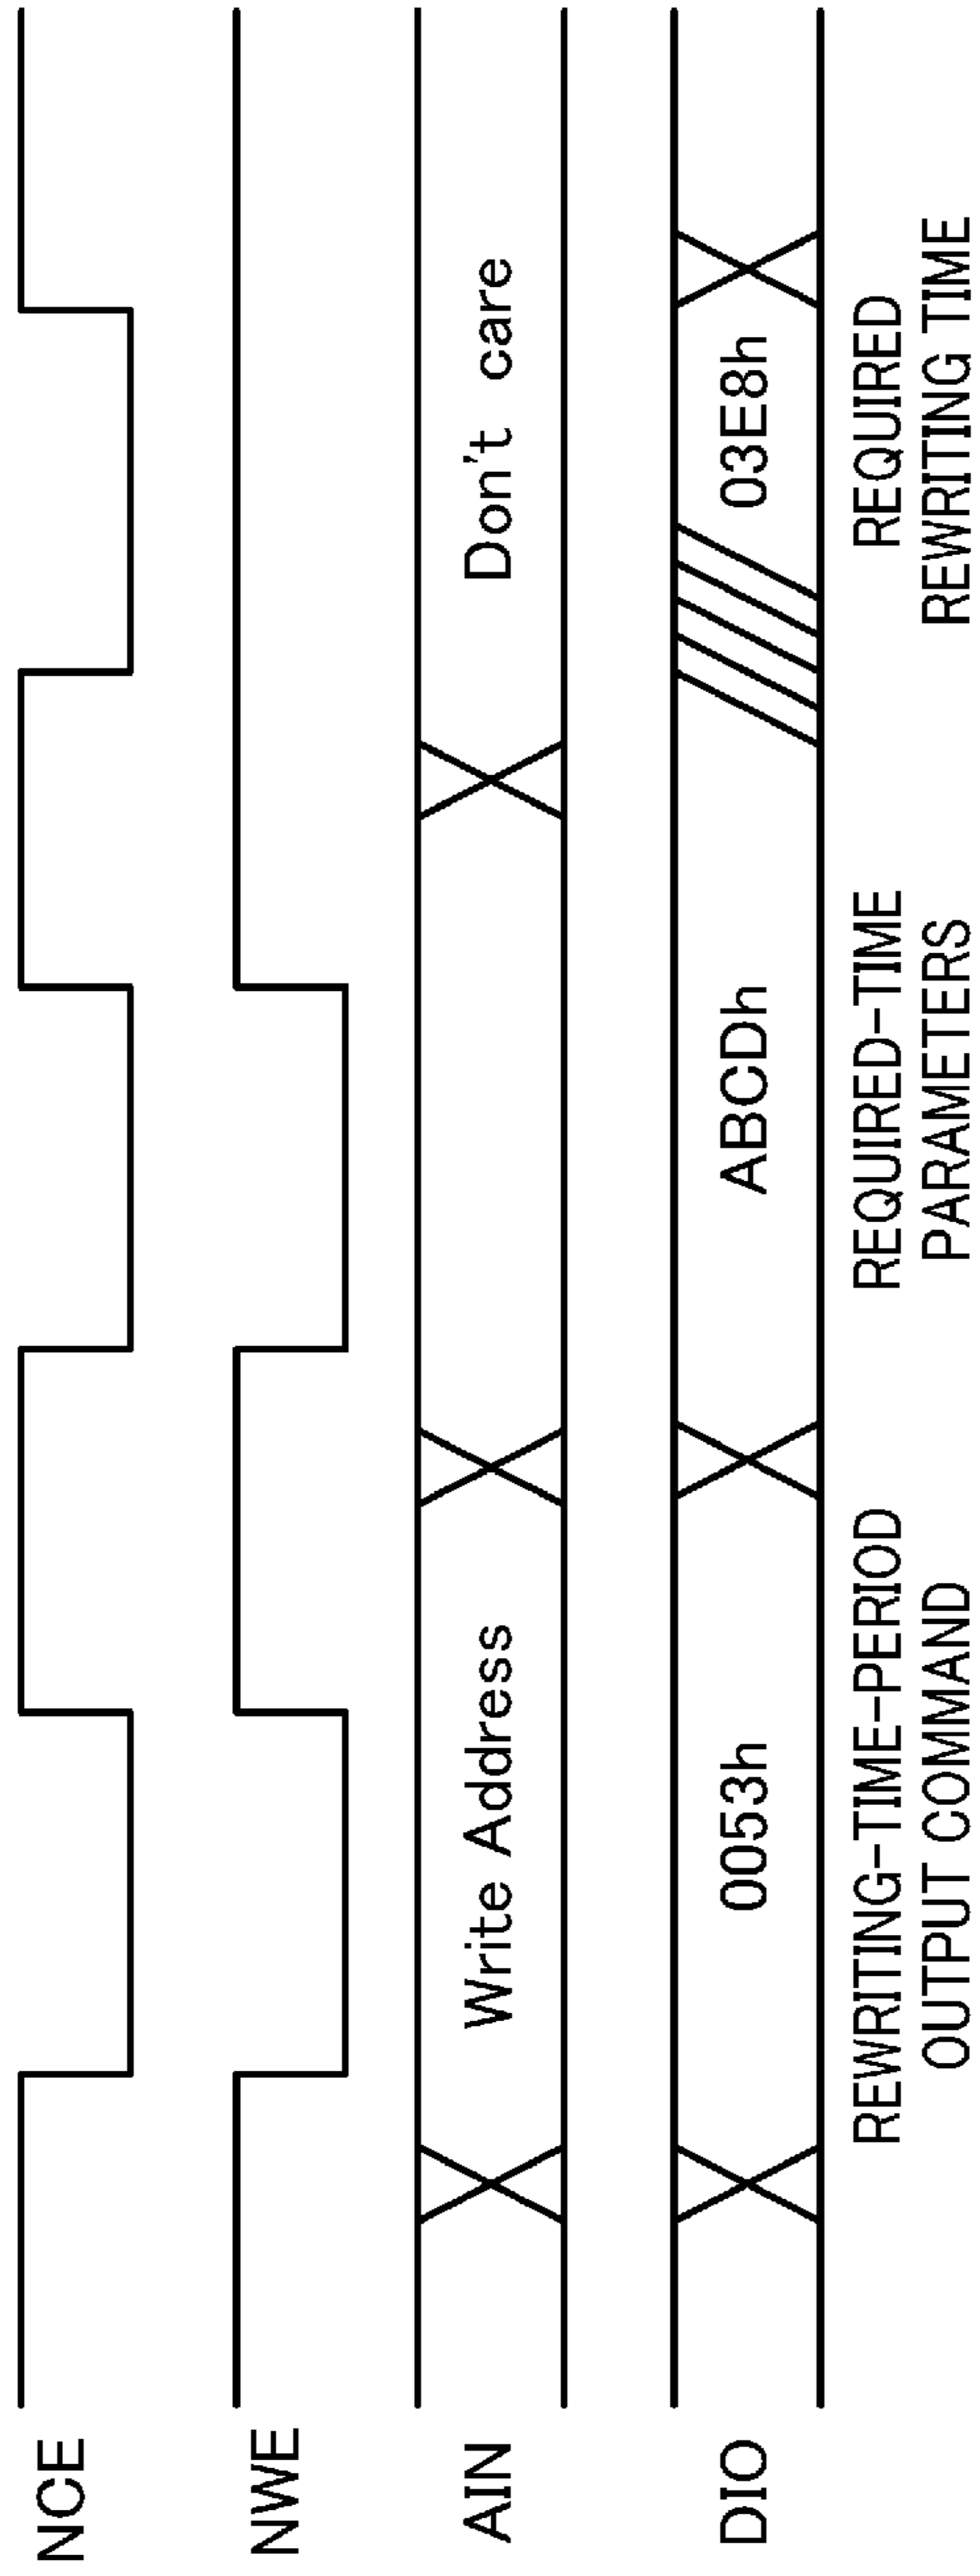 NCE
NWE
AIN
Write Address
Don't care
DIO
0053h
ABCDh
03E8h
REWRITING-TIME-PERIOD
OUTPUT COMMAND
REQUIRED-TIME
PARAMETERS
REQUIRED
REWRITING TIME